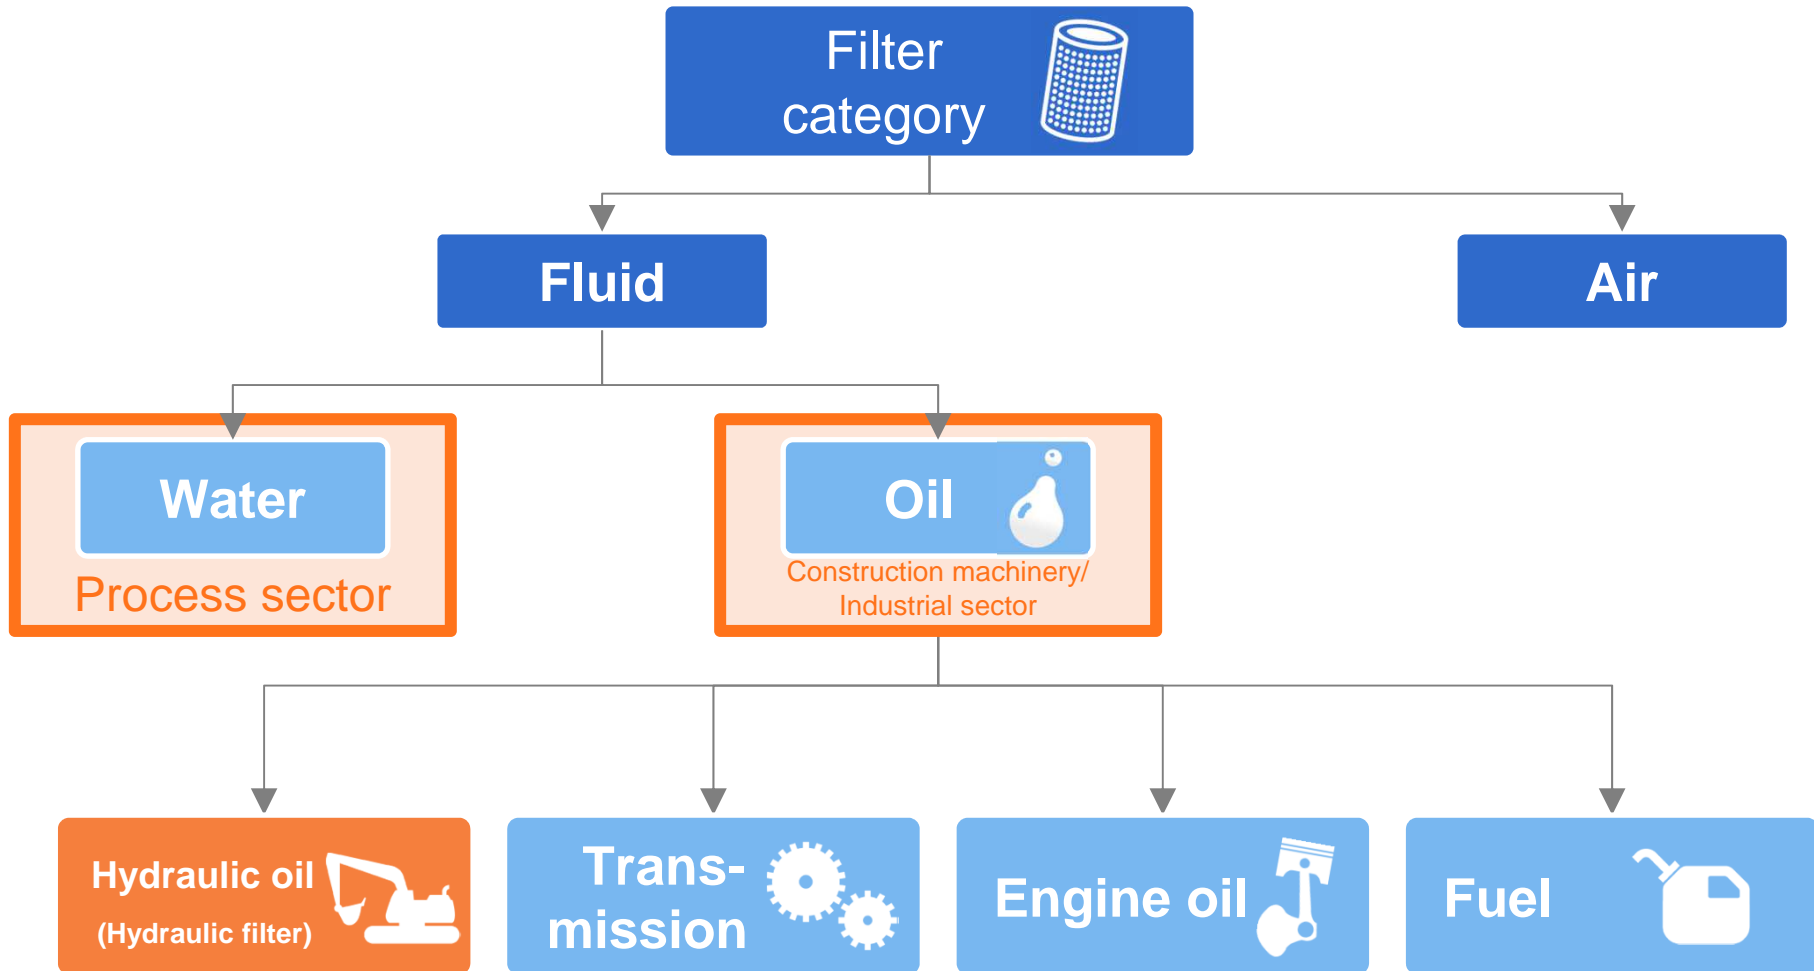 Filter
category
Fluid
Air
Water
Process sector
Oil
Construction machinery/
Industrial sector
Hydraulic oil
(Hydraulic filter)
Trans-
mission
Engine oil
Fuel